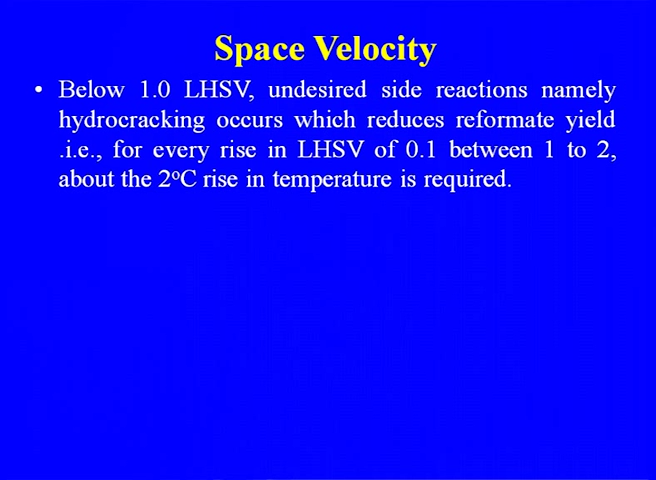 Space Velocity
• Below 1.0 LHSV, undesired side reactions namely
hydrocracking occurs which reduces reformate yield
.i.e., for every rise in LHSV of 0.1 between 1 to 2,
about the 2ºC rise in temperature is required.